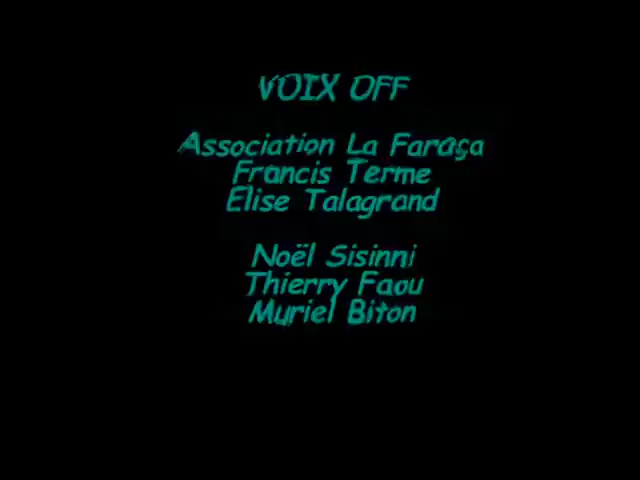 VOIX OFF
Association La Faraça
Francis Terme
Elise Talagrand
Noël Sisinni
Thierry Faou
Muriel Biton